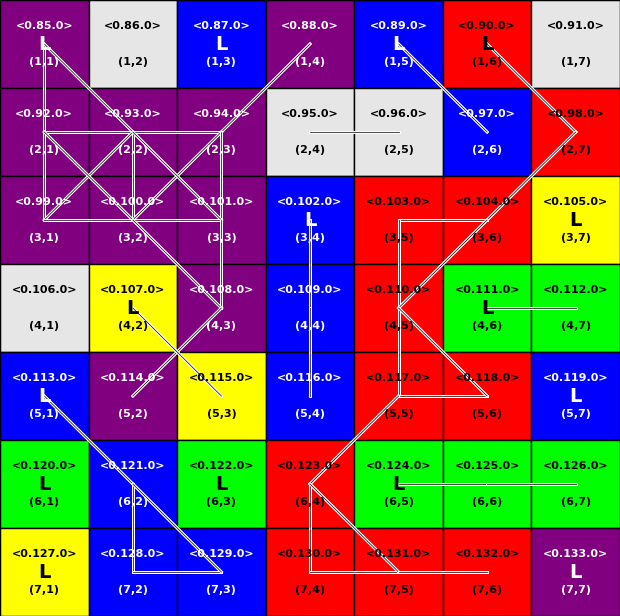 <0.85.0> <0.86.0> <0.87.0> <0.88.0> <0.89.0> <0.90.0> <0.91.0>
L L L L
(1,1) (1,2) (1,3) (1,4) (1,5) (1,6) (1,7)
<0.92.0> <0.93.0> <0.94.0> <0.95.0> <0.96.0> <0.97.0> <0.98.0>
(2,1) (2,2) (2,3) (2,4) (2,5) (2,6) (2,7)
<0.99.0> <0.100.0> <0.101.0> <0.102.0> <0.103.0> <0.104.0> <0.105.0>
L L
(3,1) (3,2) (3,3) (3,4) (3,5) (3,6) (3,7)
<0.106.0> <0.107.0> <0.108.0> <0.109.0> <0.110.0> <0.111.0> <0.112.0>
L L
(4,1) (4,2) (4,3) (4,4) (4,5) (4,6) (4,7)
<0.113.0> <0.114.0> <0.115.0> <0.116.0> <0.117.0> <0.118.0> <0.119.0>
L L
(5,1) (5,2) (5,3) (5,4) (5,5) (5,6) (5,7)
<0.120.0> <0.121.0> <0.122.0> <0.123.0> <0.124.0> <0.125.0> <0.126.0>
L L L
(6,1) (6,2) (6,3) (6,4) (6,5) (6,6) (6,7)
<0.127.0> <0.128.0> <0.129.0> <0.130.0> <0.131.0> <0.132.0> <0.133.0>
L L
(7,1) (7,2) (7,3) (7,4) (7,5) (7,6) (7,7)